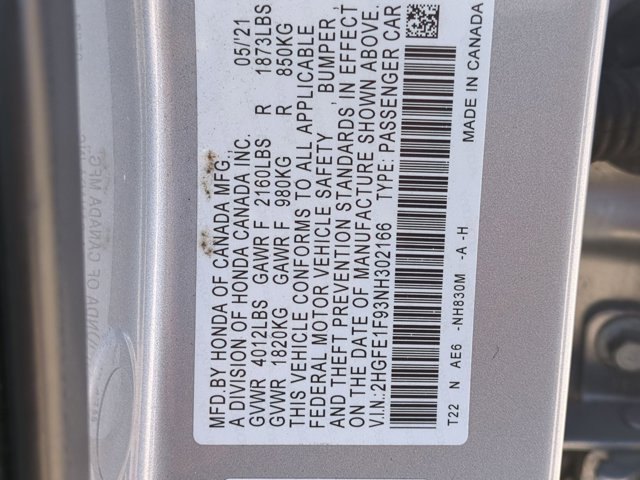 MFD.BY HONDA OF CANADA MFG.,
A DIVISION OF HONDA CANADA INC. 05/21
GVWR 4012LBS GAWR F 2160LBS R 1873LBS
GVWR 1820KG GAWR F 980KG R 850KG
THIS VEHICLE CONFORMS TO ALL APPLICABLE
FEDERAL MOTOR VEHICLE SAFETY , BUMPER ,
AND THEFT PREVENTION STANDARDS IN EFFECT
ON THE DATE OF MANUFACTURE SHOWN ABOVE.
V.I.N.:2HGFE1F93NH302166 TYPE: PASSENGER CAR
T22 N AE6 -NH830M -A -H
MADE IN CANADA